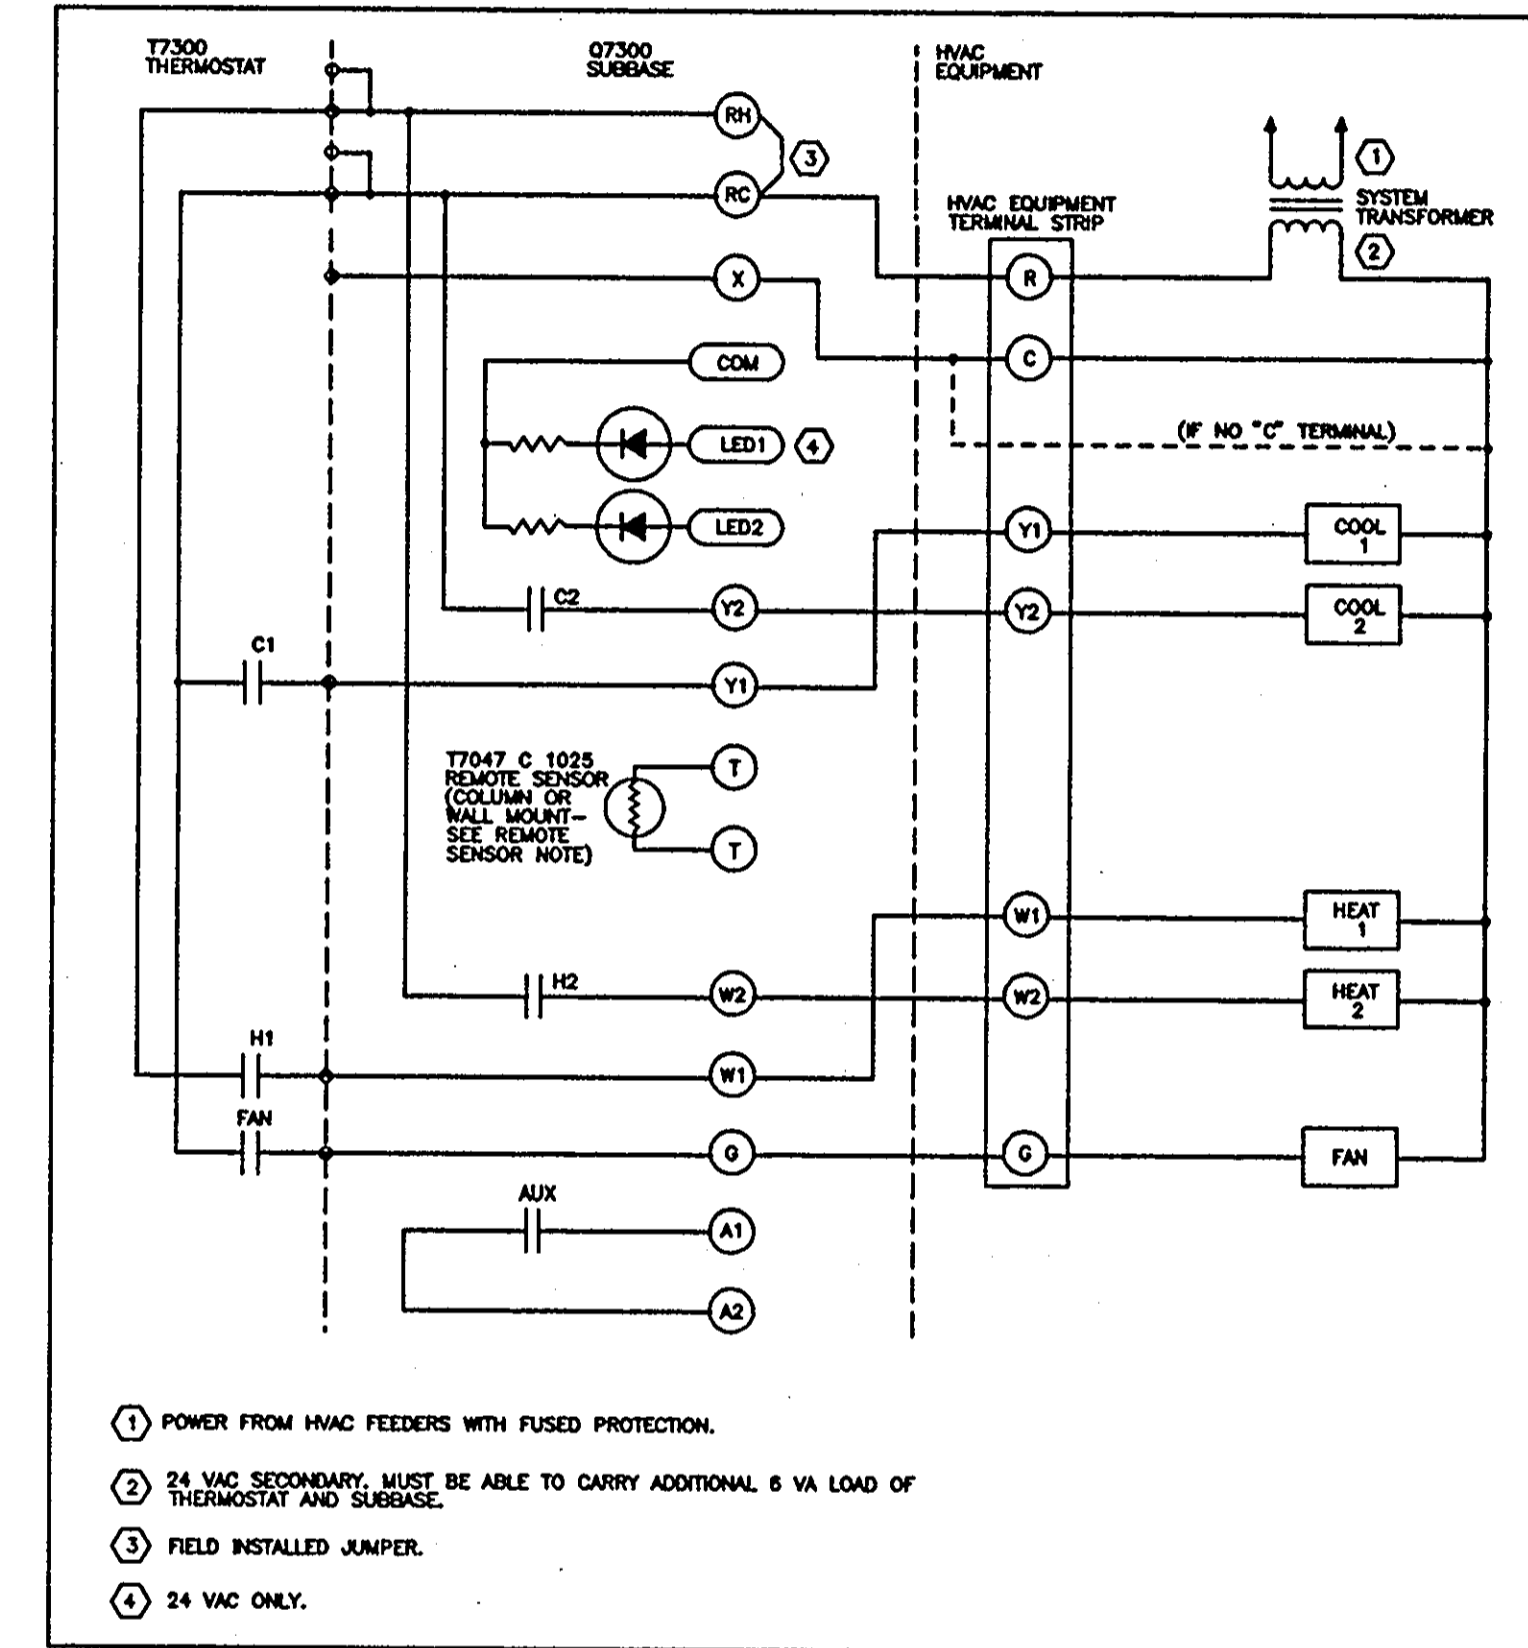 T7300
THERMOSTAT
Q7300
SUBBASE
HVAC
EQUIPMENT
RH
3
1
RC
HVAC EQUIPMENT
TERMINAL STRIP
SYSTEM
TRANSFORMER
2
X
R
COM
C
LED1
4
(IF NO "C" TERMINAL)
LED2
Y1
COOL
1
C2
Y2
Y2
COOL
2
C1
Y1
T7047 C 1025
REMOTE SENSOR
(COLUMN OR
WALL MOUNT-
SEE REMOTE
SENSOR NOTE)
T
T
W1
HEAT
1
H2
W2
W2
HEAT
2
H1
W1
FAN
G
G
FAN
AUX
A1
A2
1 POWER FROM HVAC FEEDERS WITH FUSED PROTECTION.
2 24 VAC SECONDARY. MUST BE ABLE TO CARRY ADDITIONAL 6 VA LOAD OF
THERMOSTAT AND SUBBASE.
3 FIELD INSTALLED JUMPER.
4 24 VAC ONLY.